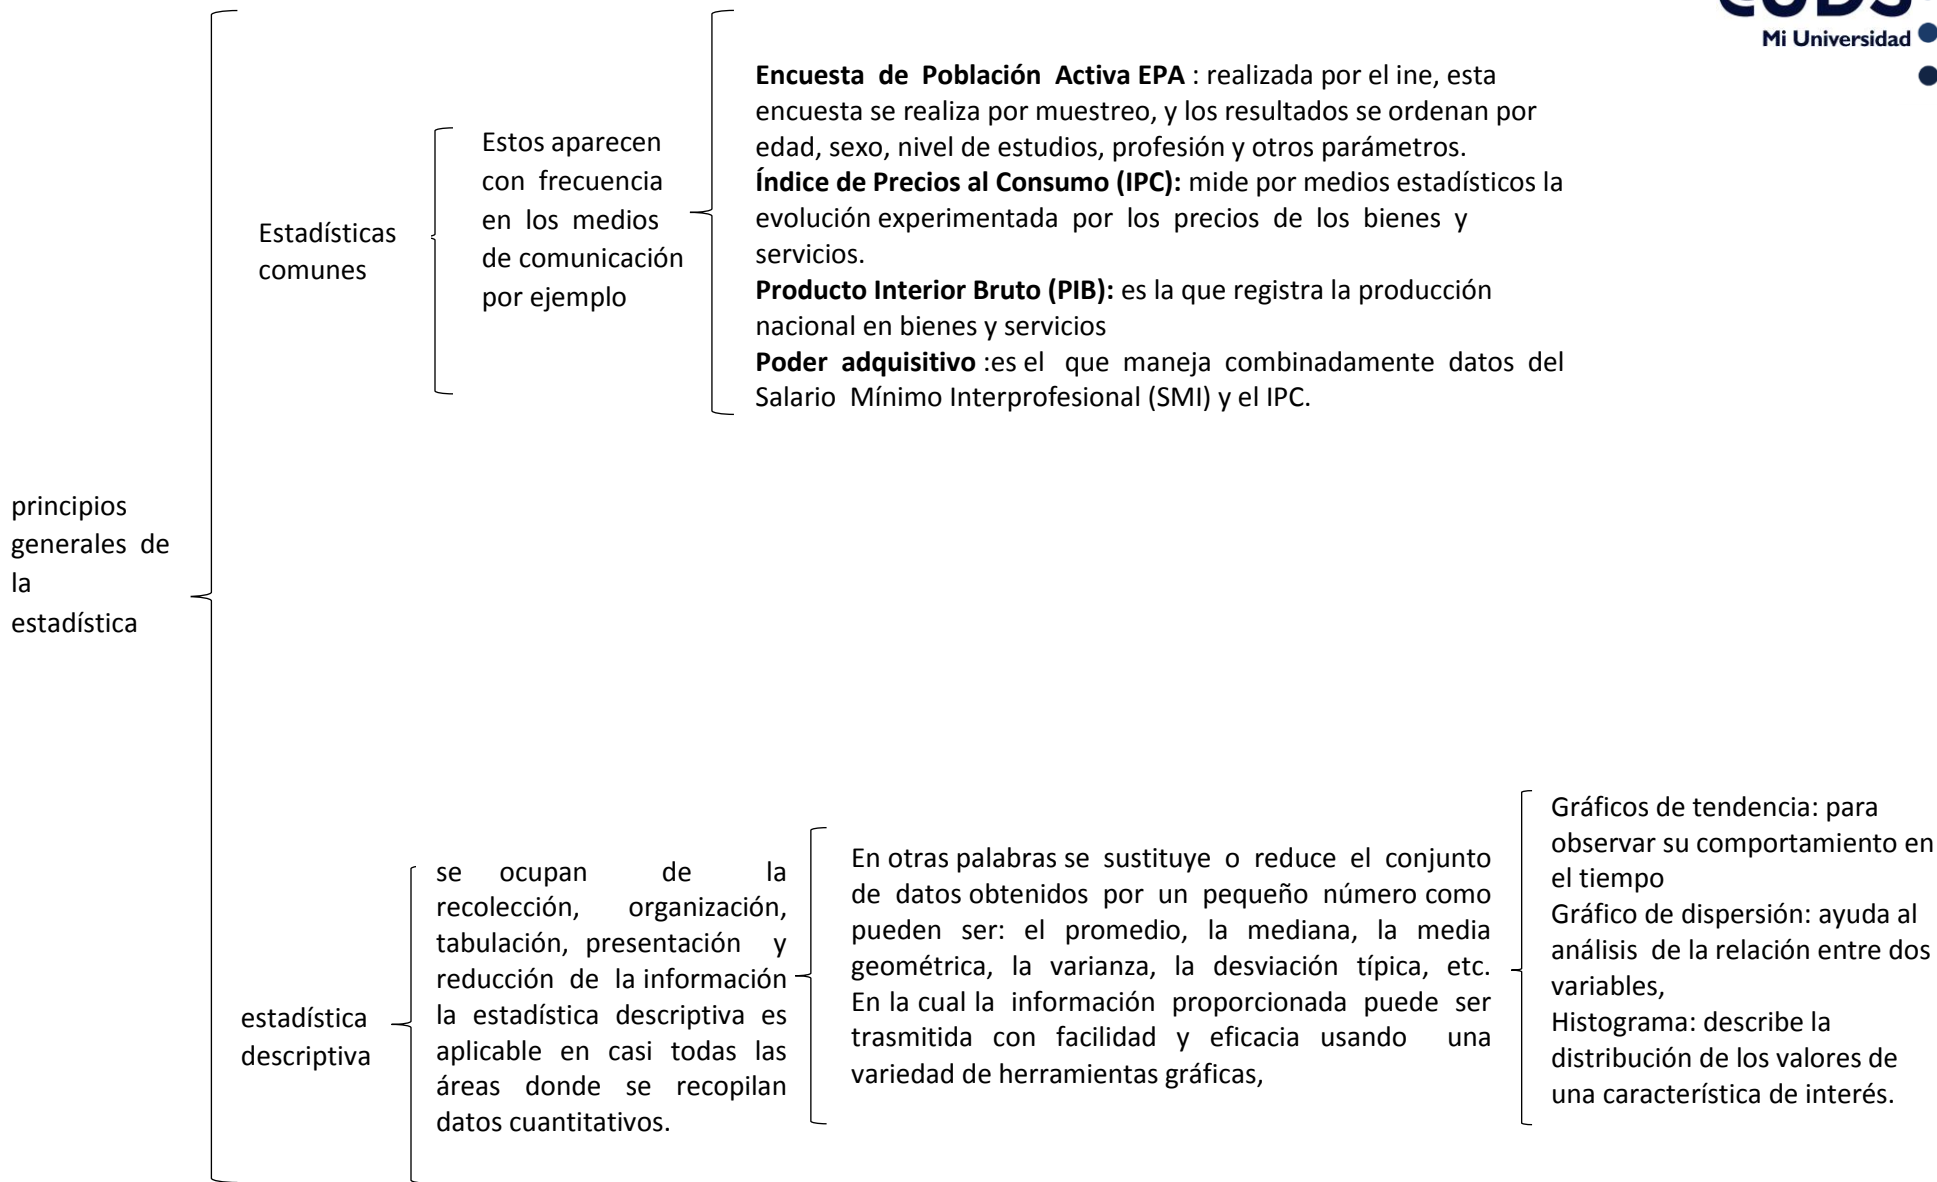 Mi Universidad
principios
generales de
la
estadística
Estadísticas
comunes
Estos aparecen
con frecuencia
en los medios
de comunicación
por ejemplo
Encuesta de Población Activa EPA : realizada por el ine, esta
encuesta se realiza por muestreo, y los resultados se ordenan por
edad, sexo, nivel de estudios, profesión y otros parámetros.
Índice de Precios al Consumo (IPC): mide por medios estadísticos la
evolución experimentada por los precios de los bienes y
servicios.
Producto Interior Bruto (PIB): es la que registra la producción
nacional en bienes y servicios
Poder adquisitivo :es el que maneja combinadamente datos del
Salario Mínimo Interprofesional (SMI) y el IPC.
estadística
descriptiva
se ocupan de la
recolección, organización,
tabulación, presentación y
reducción de la información
la estadística descriptiva es
aplicable en casi todas las
áreas donde se recopilan
datos cuantitativos.
En otras palabras se sustituye o reduce el conjunto
de datos obtenidos por un pequeño número como
pueden ser: el promedio, la mediana, la media
geométrica, la varianza, la desviación típica, etc.
En la cual la información proporcionada puede ser
trasmitida con facilidad y eficacia usando una
variedad de herramientas gráficas,
Gráficos de tendencia: para
observar su comportamiento en
el tiempo
Gráfico de dispersión: ayuda al
análisis de la relación entre dos
variables,
Histograma: describe la
distribución de los valores de
una característica de interés.